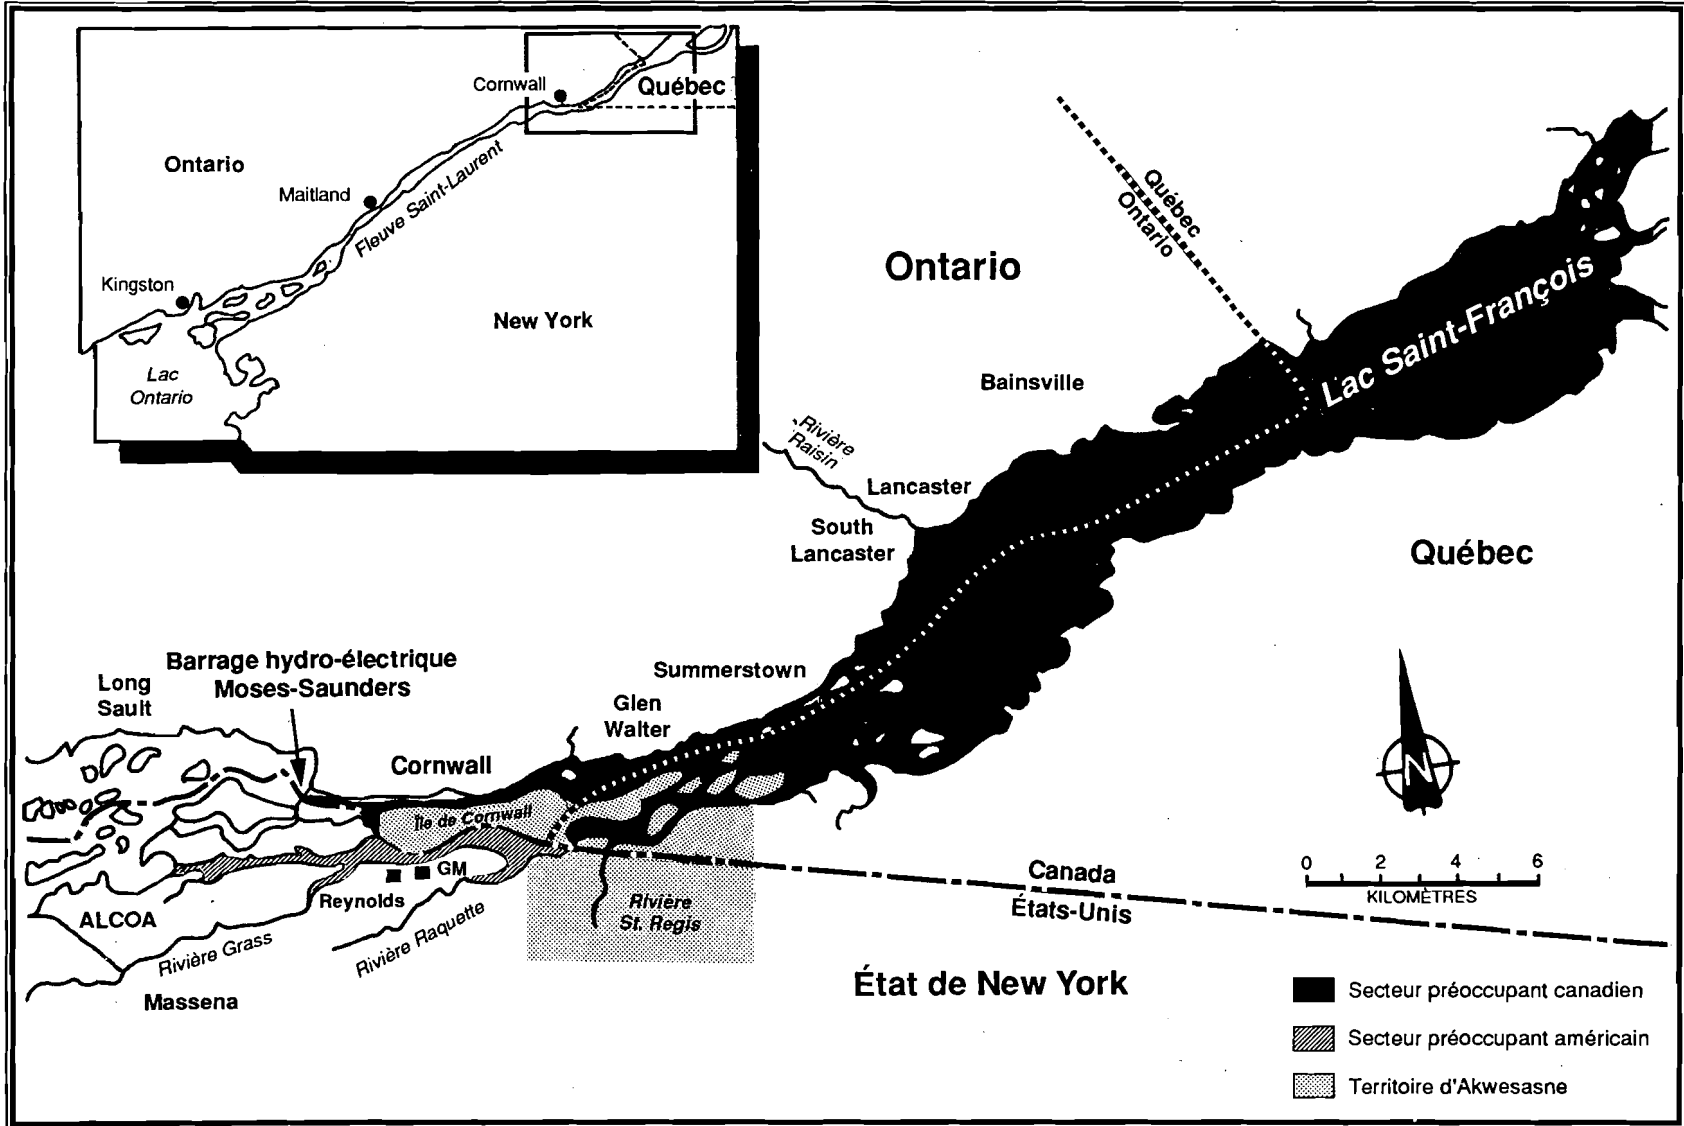 Cornwall
Québec
Ontario
Maitland
Fleuve Saint-Laurent
Kingston
New York
Lac
Ontario
Québec
Ontario
Ontario
Lac Saint-François
Bainsville
Rivière
Raisin
Lancaster
South
Lancaster
Québec
Barrage hydro-électrique
Moses-Saunders
Long
Sault
Summerstown
Glen
Walter
Cornwall
N
Île de Cornwall
GM
Reynolds
ALCOA
Rivière Grass
Rivière Raquette
Massena
Rivière
St. Regis
Canada
États-Unis
0 2 4 6
KILOMÈTRES
État de New York
Secteur préoccupant canadien
Secteur préoccupant américain
Territoire d'Akwesasne